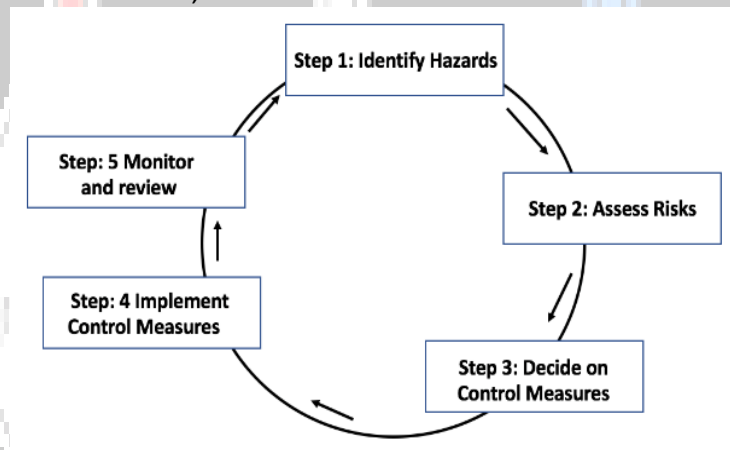 Step 1: Identify Hazards
Step 2: Assess Risks
Step 3: Decide on
Control Measures
Step: 4 Implement
Control Measures
Step: 5 Monitor
and review